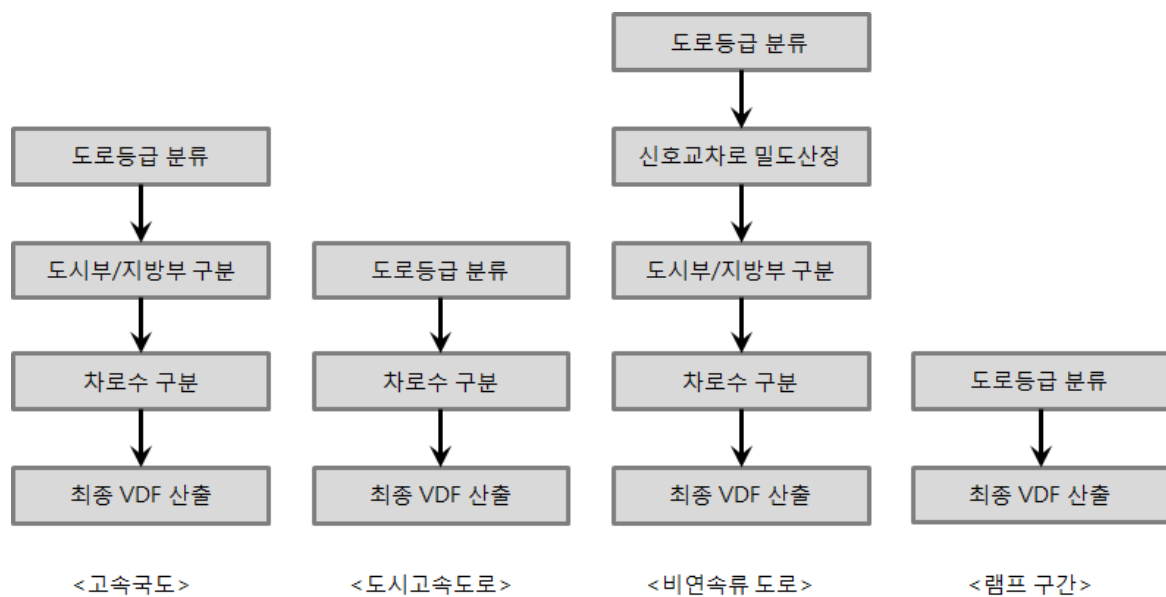 도로등급 분류
도시부/지방부 구분
차로수 구분
최종 VDF 산출
<고속국도>
도로등급 분류
차로수 구분
최종 VDF 산출
<도시고속도로>
도로등급 분류
신호교차로 밀도산정
도시부/지방부 구분
차로수 구분
최종 VDF 산출
<비연속류 도로>
도로등급 분류
최종 VDF 산출
<램프 구간>